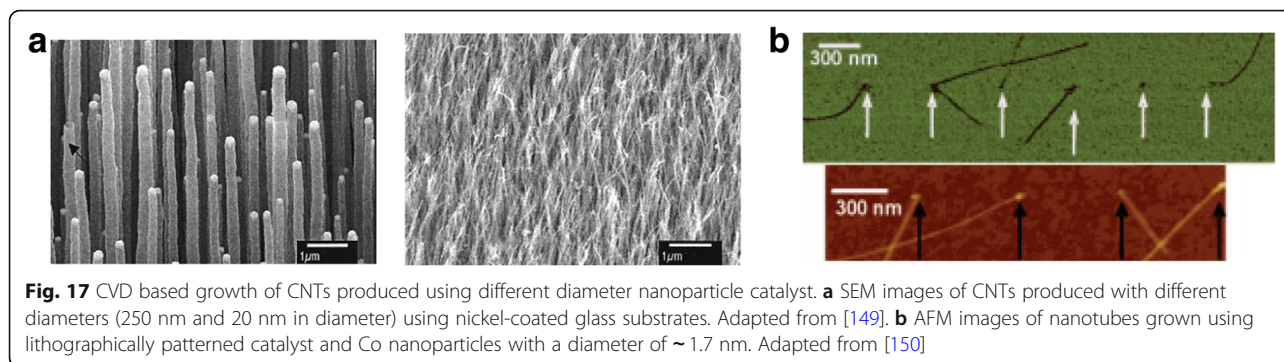 a
b
300 nm
300 nm
1µm
1µm
Fig. 17 CVD based growth of CNTs produced using different diameter nanoparticle catalyst. a SEM images of CNTs produced with different
diameters (250 nm and 20 nm in diameter) using nickel-coated glass substrates. Adapted from [149]. b AFM images of nanotubes grown using
lithographically patterned catalyst and Co nanoparticles with a diameter of ~ 1.7 nm. Adapted from [150]